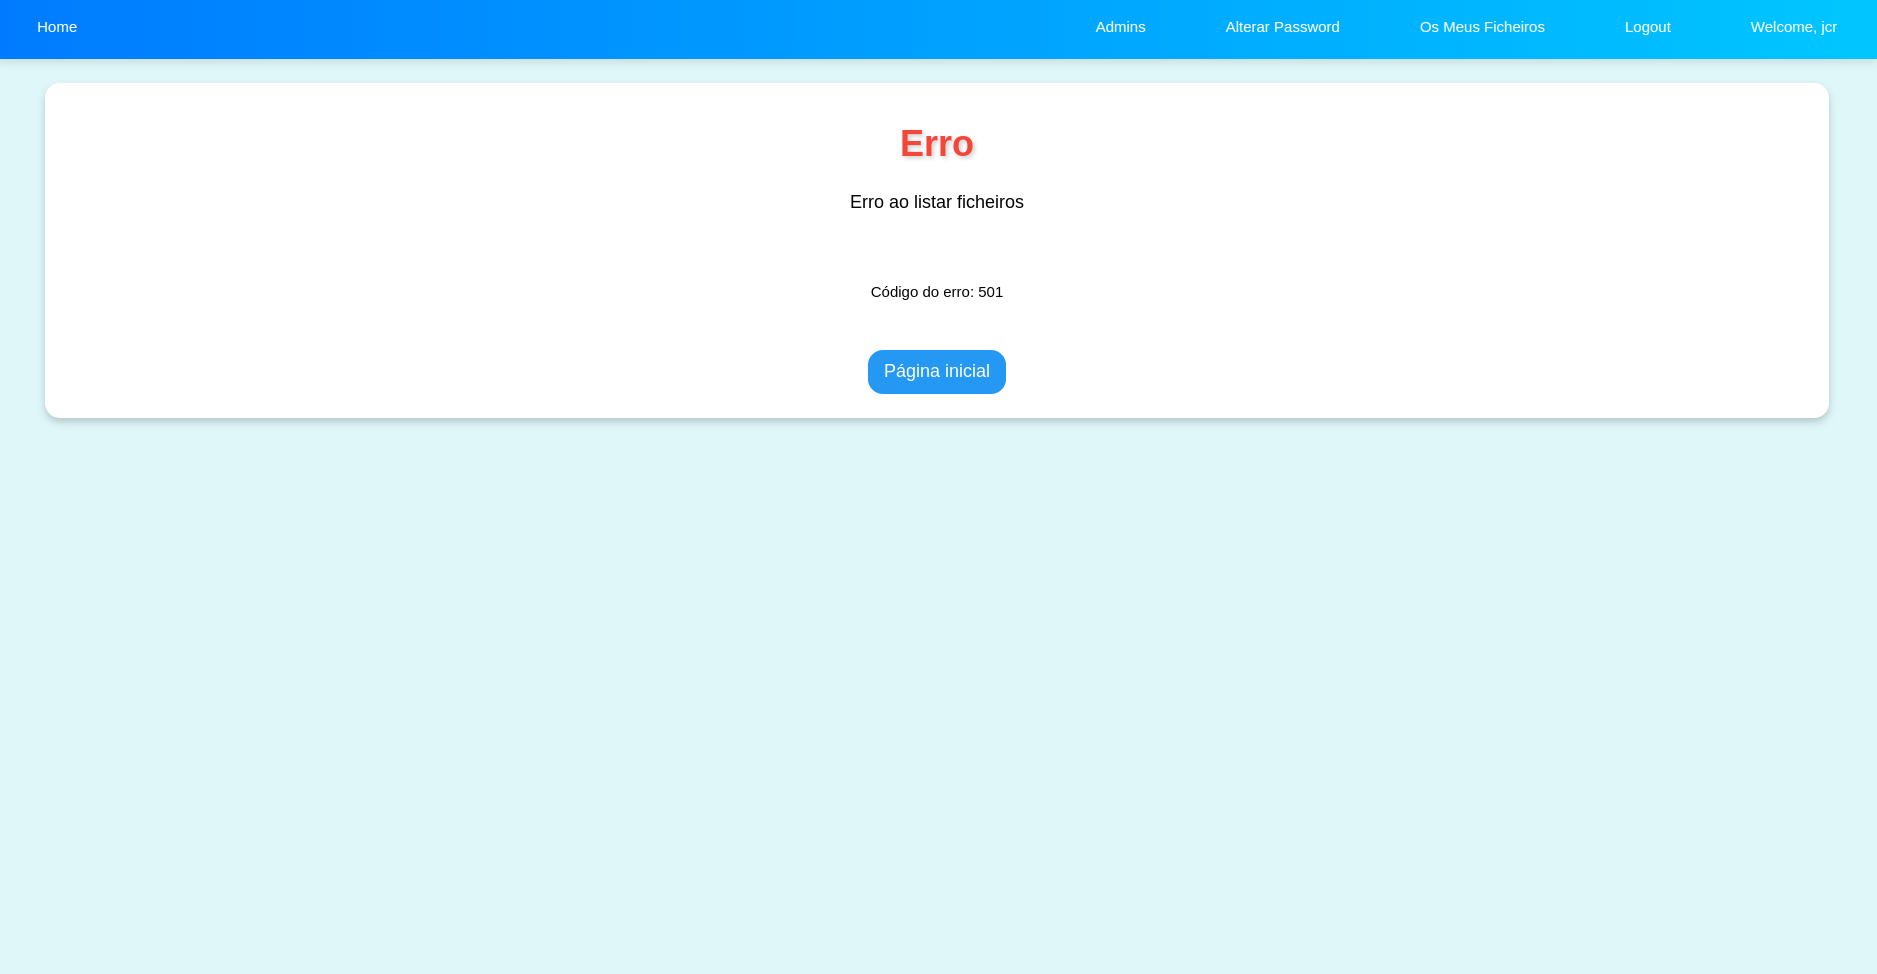 Home Admins Alterar Password Os Meus Ficheiros Logout Welcome, jcr
Erro
Erro ao listar ficheiros
Código do erro: 501
Página inicial